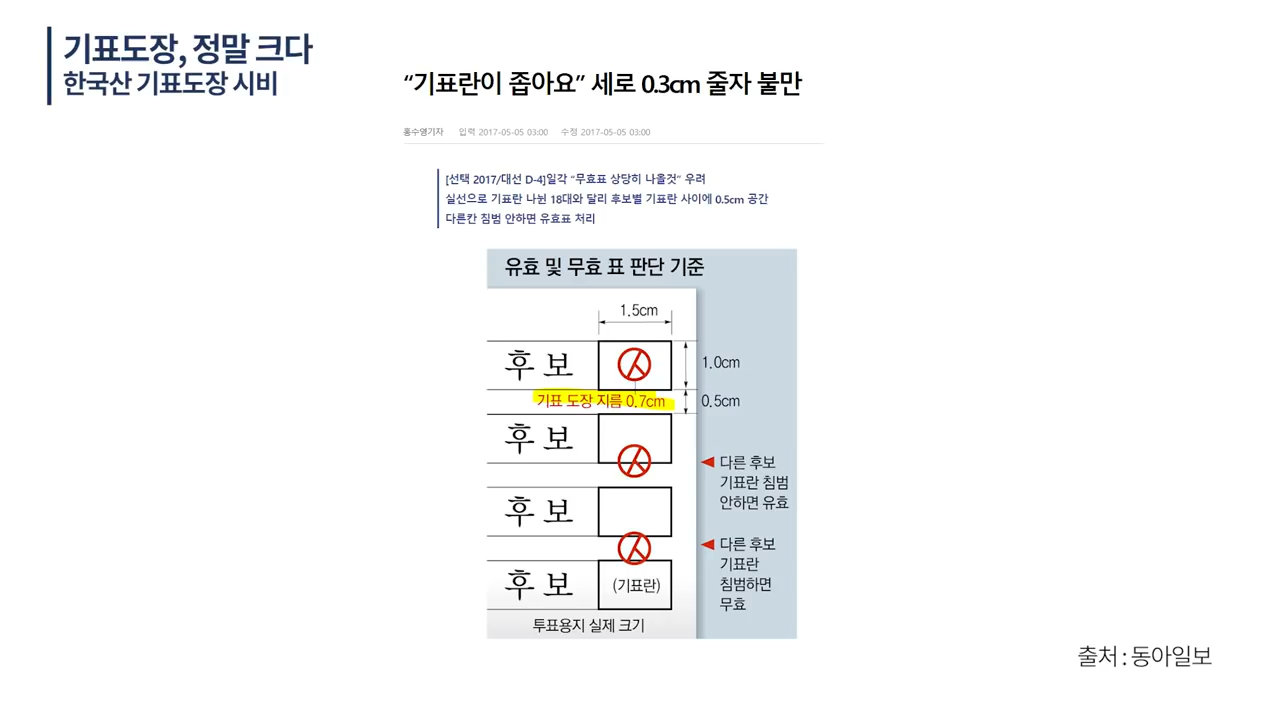 기표도장, 정말 크다
한국산 기표도장 시비
“기표란이 좁아요” 세로 0.3cm 줄자 불만
홍수영기자 입력 2017-05-05 03:00 수정 2017-05-05 03:00
[선택 2017/대선 D-4]일각 “무효표 상당히 나올것” 우려
실선으로 기표란 나뉜 18대와 달리 후보별 기표란 사이에 0.5cm 공간
다른칸 침범 안하면 유효표 처리
유효 및 무효 표 판단 기준
1.5cm
후 보
1.0cm
기표 도장 지름 0.7cm
0.5cm
후 보
다른 후보
기표란 침범
안하면 유효
후 보
다른 후보
기표란
침범하면
무효
후 보 (기표란)
투표용지 실제 크기
출처 : 동아일보